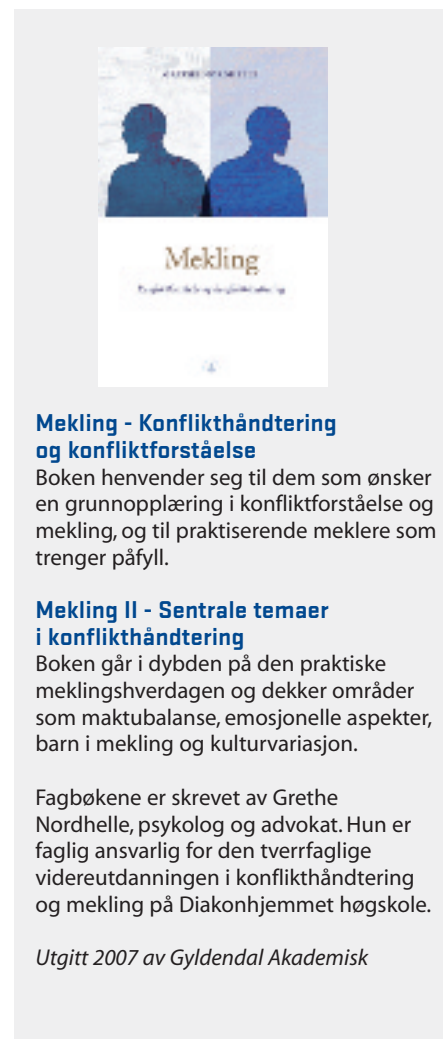 Mekling
Mekling - Konflikthåndtering
og konfliktforståelse
Boken henvender seg til dem som ønsker
en grunnopplæring i konfliktforståelse og
mekling, og til praktiserende meklere som
trenger påfyll.
Mekling II - Sentrale temaer
i konflikthåndtering
Boken går i dybden på den praktiske
meklingshverdagen og dekker områder
som maktubalanse, emosjonelle aspekter,
barn i mekling og kulturvariasjon.
Fagbøkene er skrevet av Grethe
Nordhelle, psykolog og advokat. Hun er
faglig ansvarlig for den tverrfaglige
videreutdanningen i konflikthåndtering
og mekling på Diakonhjemmet høgskole.
Utgitt 2007 av Gyldendal Akademisk